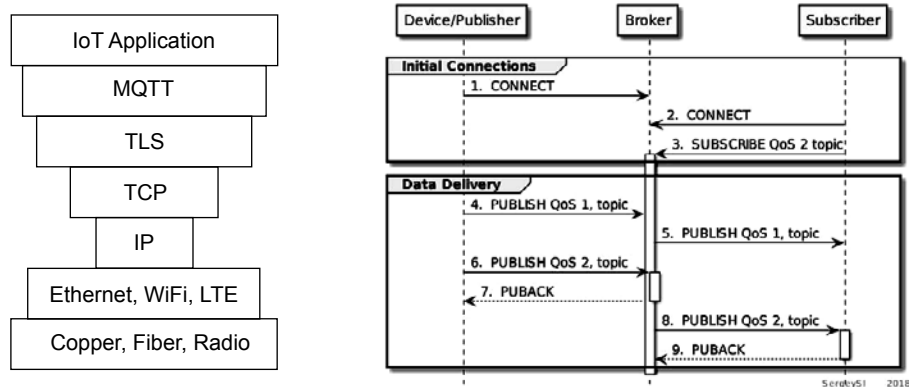 IoT Application
MQTT
TLS
TCP
IP
Ethernet, WiFi, LTE
Copper, Fiber, Radio
Device/Publisher
Broker
Subscriber
Initial Connections
1. CONNECT
2. CONNECT
3. SUBSCRIBE QoS 2 topic
Data Delivery
4. PUBLISH QoS 1, topic
5. PUBLISH QoS 1, topic
6. PUBLISH QoS 2, topic
7. PUBACK
8. PUBLISH QoS 2, topic
9. PUBACK
SergeySl 2018